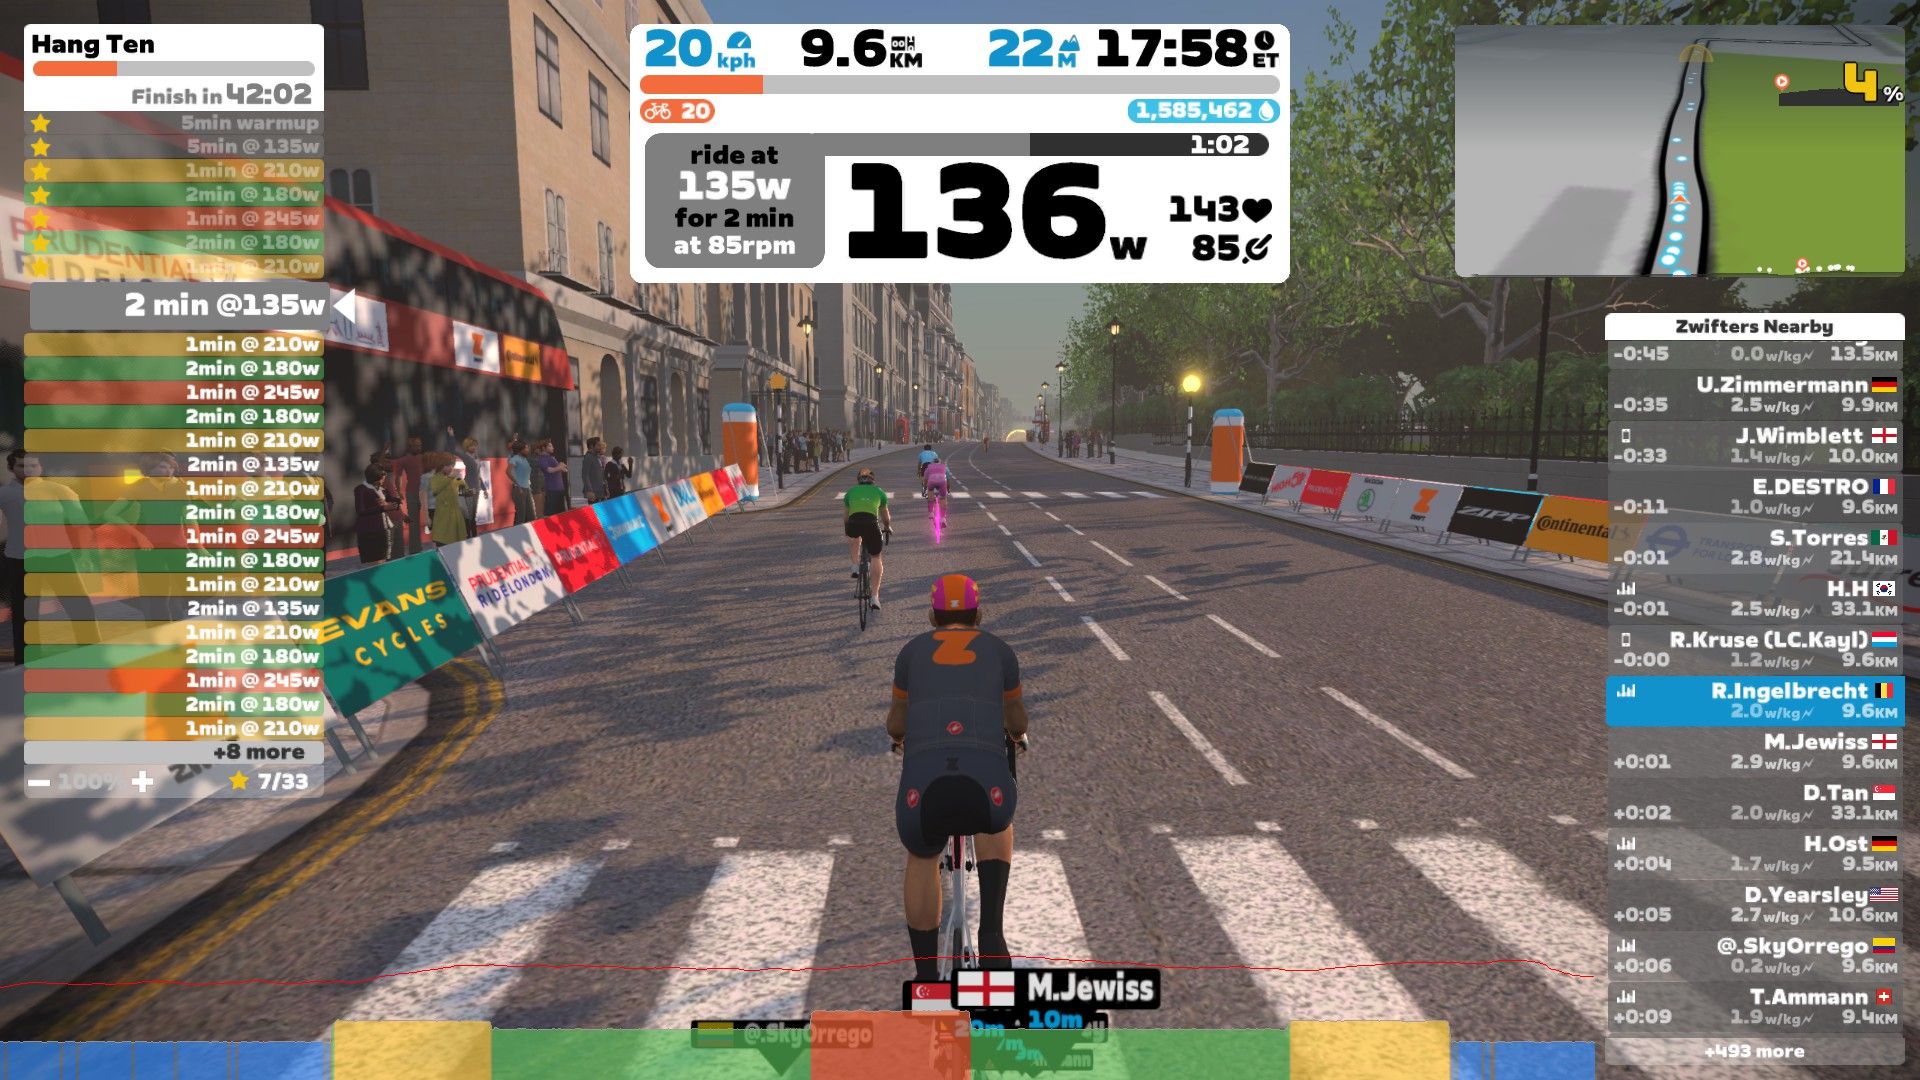 Hang Ten
Finish in 42:02
5min warmup
5min @ 135w
1min @ 210w
2min @ 180w
1min @ 245w
2min @ 180w
1min @ 210w
2 min @135w
1min @ 210w
2min @ 180w
1min @ 245w
2min @ 180w
1min @ 210w
2min @ 135w
1min @ 210w
2min @ 180w
1min @ 245w
2min @ 180w
1min @ 210w
2min @ 135w
1min @ 210w
2min @ 180w
1min @ 245w
2min @ 180w
1min @ 210w
+8 more
100%
7/33
20 kph 9.6 KM 22 M 17:58 ET
20 1,585,462
1:02
ride at
135w
for 2 min
at 85rpm
136 w
143
85
4 %
Zwifters Nearby
-0:45 0.0w/kg 13.5KM
U.Zimmermann
-0:35 2.5w/kg 9.9KM
J.Wimblett
-0:33 1.4w/kg 10.0KM
E.DESTRO
-0:11 1.0w/kg 9.6KM
S.Torres
-0:01 2.8w/kg 21.4KM
H.H
-0:01 2.5w/kg 33.1KM
R.Kruse (LC.Kayl)
-0:00 1.2w/kg 9.6KM
R.Ingelbrecht
2.0w/kg 9.6KM
M.Jewiss
+0:01 2.9w/kg 9.6KM
D.Tan
+0:02 2.0w/kg 33.1KM
H.Ost
+0:04 1.7w/kg 9.5KM
D.Yearsley
+0:05 2.7w/kg 10.6KM
@.SkyOrrego
+0:06 0.2w/kg 9.6KM
T.Ammann
+0:09 1.9w/kg 9.4KM
+493 more
PRUDENTIAL
RIDELONDON
EVANS
CYCLES
PRUDENTIAL
ZIPP
Continental
M.Jewiss
10m
20m
@.SkyOrrego